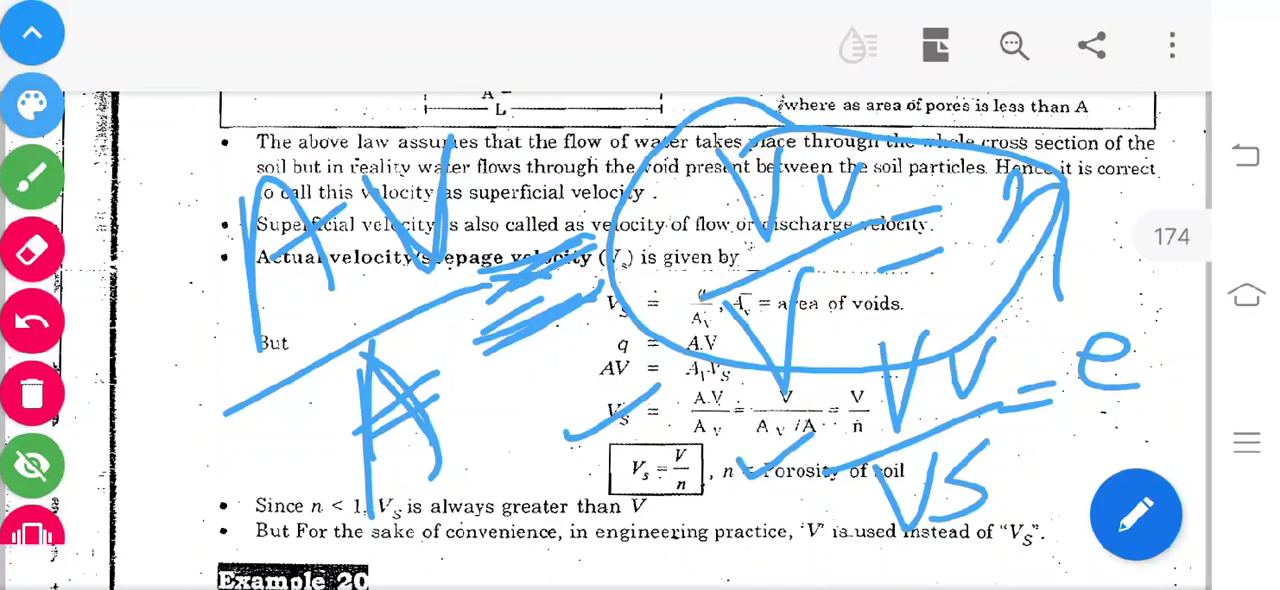 A =
L
where as area of pores is less than A
The above law assumes that the flow of water takes place through the whole cross section of the
soil but in reality water flows through the void present between the soil particles. Hence it is correct
to call this velocity as superficial velocity .
Superficial velocity is also called as velocity of flow or discharge velocity.
Actual velocity/seepage velocity (Vs) is given by
Vs = q/Av , Av = area of voids.
But q = A.V
AV = Av.Vs
Vs = A.V/Av = V/(Av/A) = V/n
Vs = V/n , n = Porosity of soil
Since n < 1, Vs is always greater than V
But For the sake of convenience, in engineering practice, 'V' is used instead of "Vs".
Example 20
AV/A =
Vv/V = n
Vv/Vs = e
174